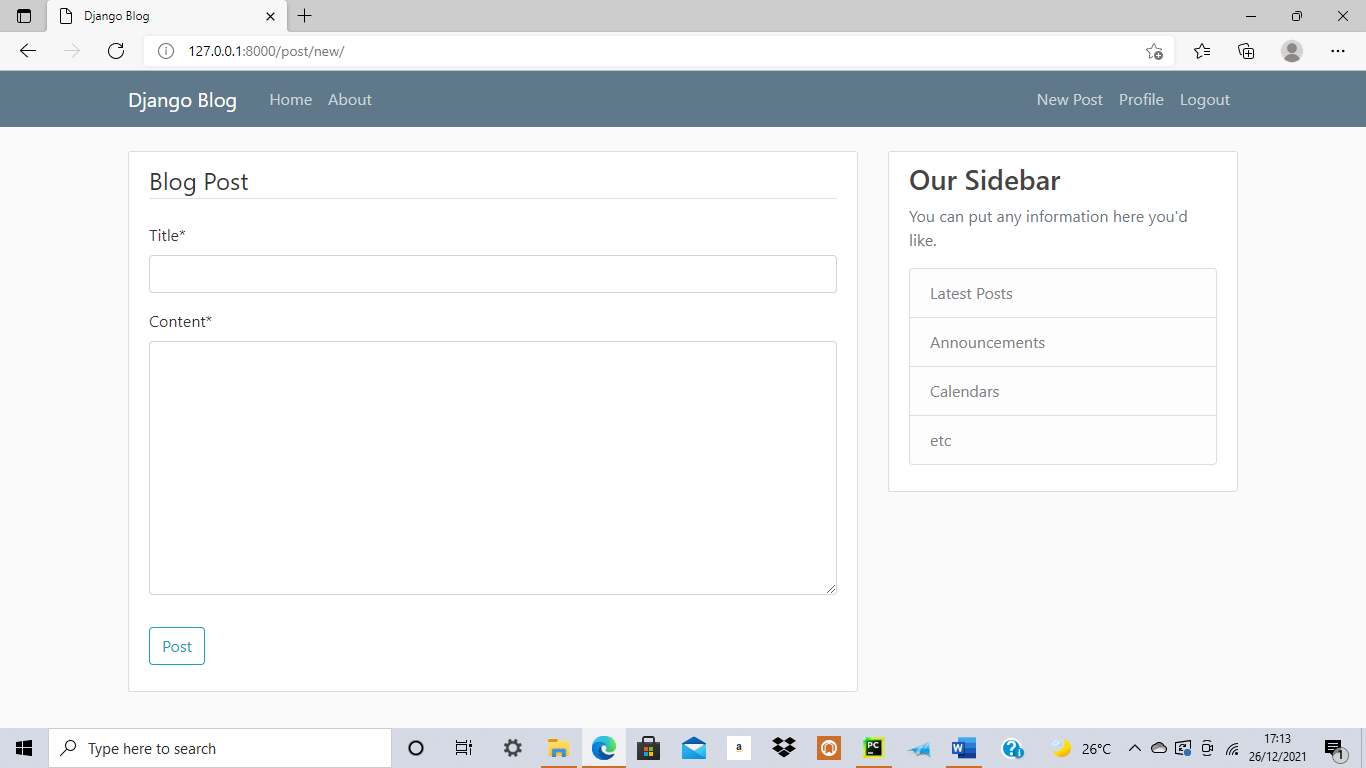 Django Blog
127.0.0.1:8000/post/new/
Django Blog Home About New Post Profile Logout
Blog Post
Title*
Content*
Post
Our Sidebar
You can put any information here you'd
like.
Latest Posts
Announcements
Calendars
etc
Type here to search
a
PC
W
26°C
17:13
26/12/2021
1